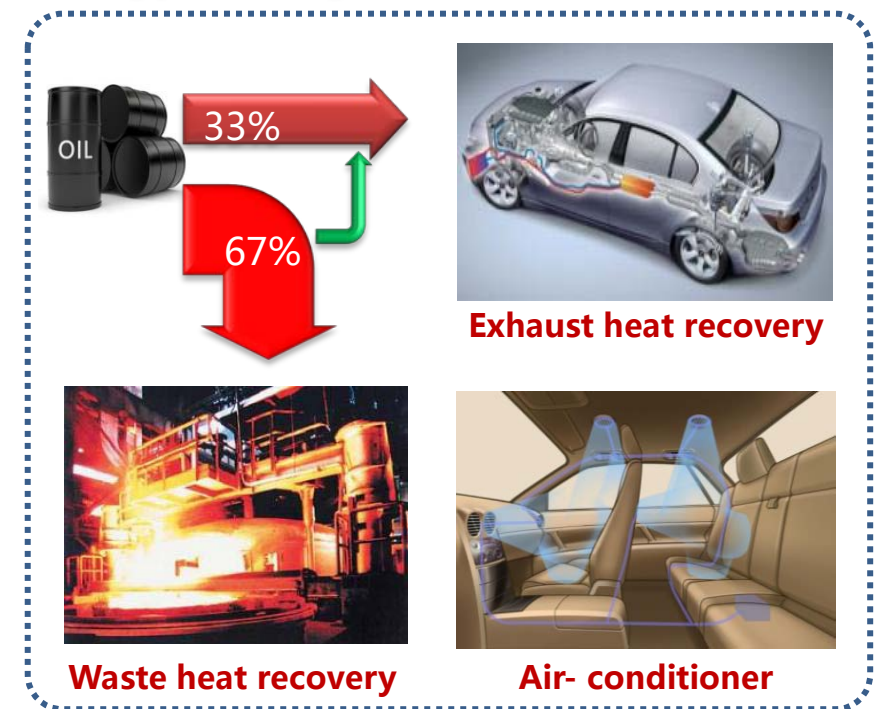 OIL
33%
67%
Exhaust heat recovery
Waste heat recovery
Air- conditioner